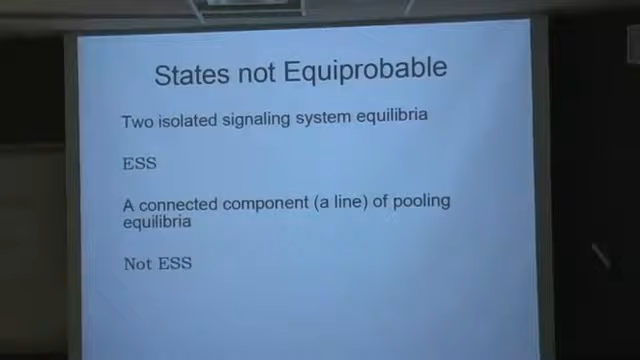 States not Equiprobable
Two isolated signaling system equilibria
ESS
A connected component (a line) of pooling
equilibria
Not ESS